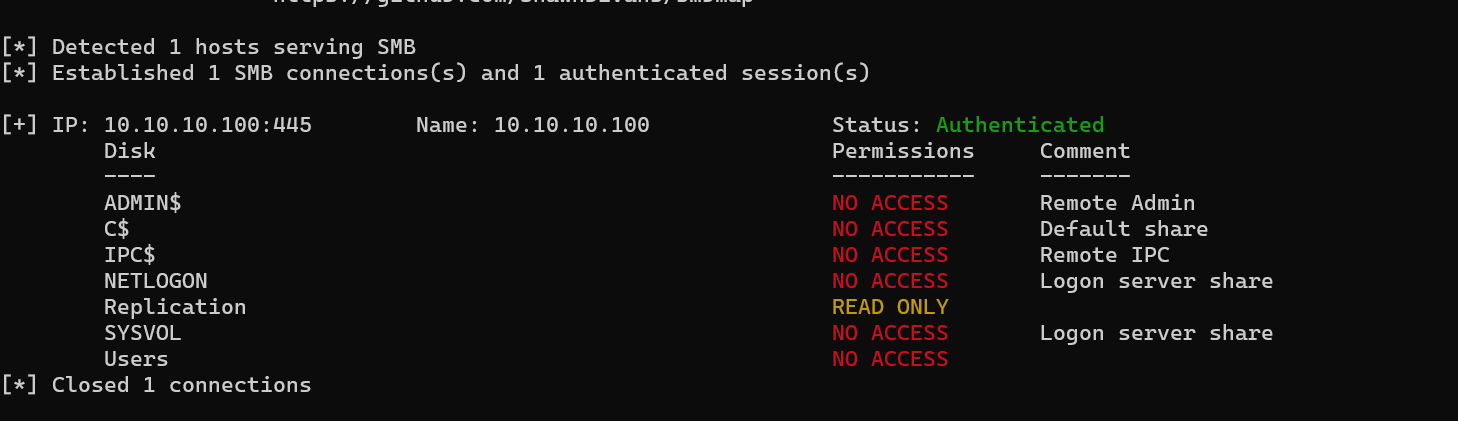 [*] Detected 1 hosts serving SMB
[*] Established 1 SMB connections(s) and 1 authenticated session(s)
[+] IP: 10.10.10.100:445 Name: 10.10.10.100 Status: Authenticated
Disk Permissions Comment
---- ----------- -------
ADMIN$ NO ACCESS Remote Admin
C$ NO ACCESS Default share
IPC$ NO ACCESS Remote IPC
NETLOGON NO ACCESS Logon server share
Replication READ ONLY
SYSVOL NO ACCESS Logon server share
Users NO ACCESS
[*] Closed 1 connections